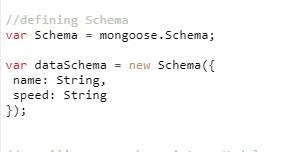 //defining Schema
var Schema = mongoose.Schema;
var dataSchema = new Schema({
name: String,
speed: String
});